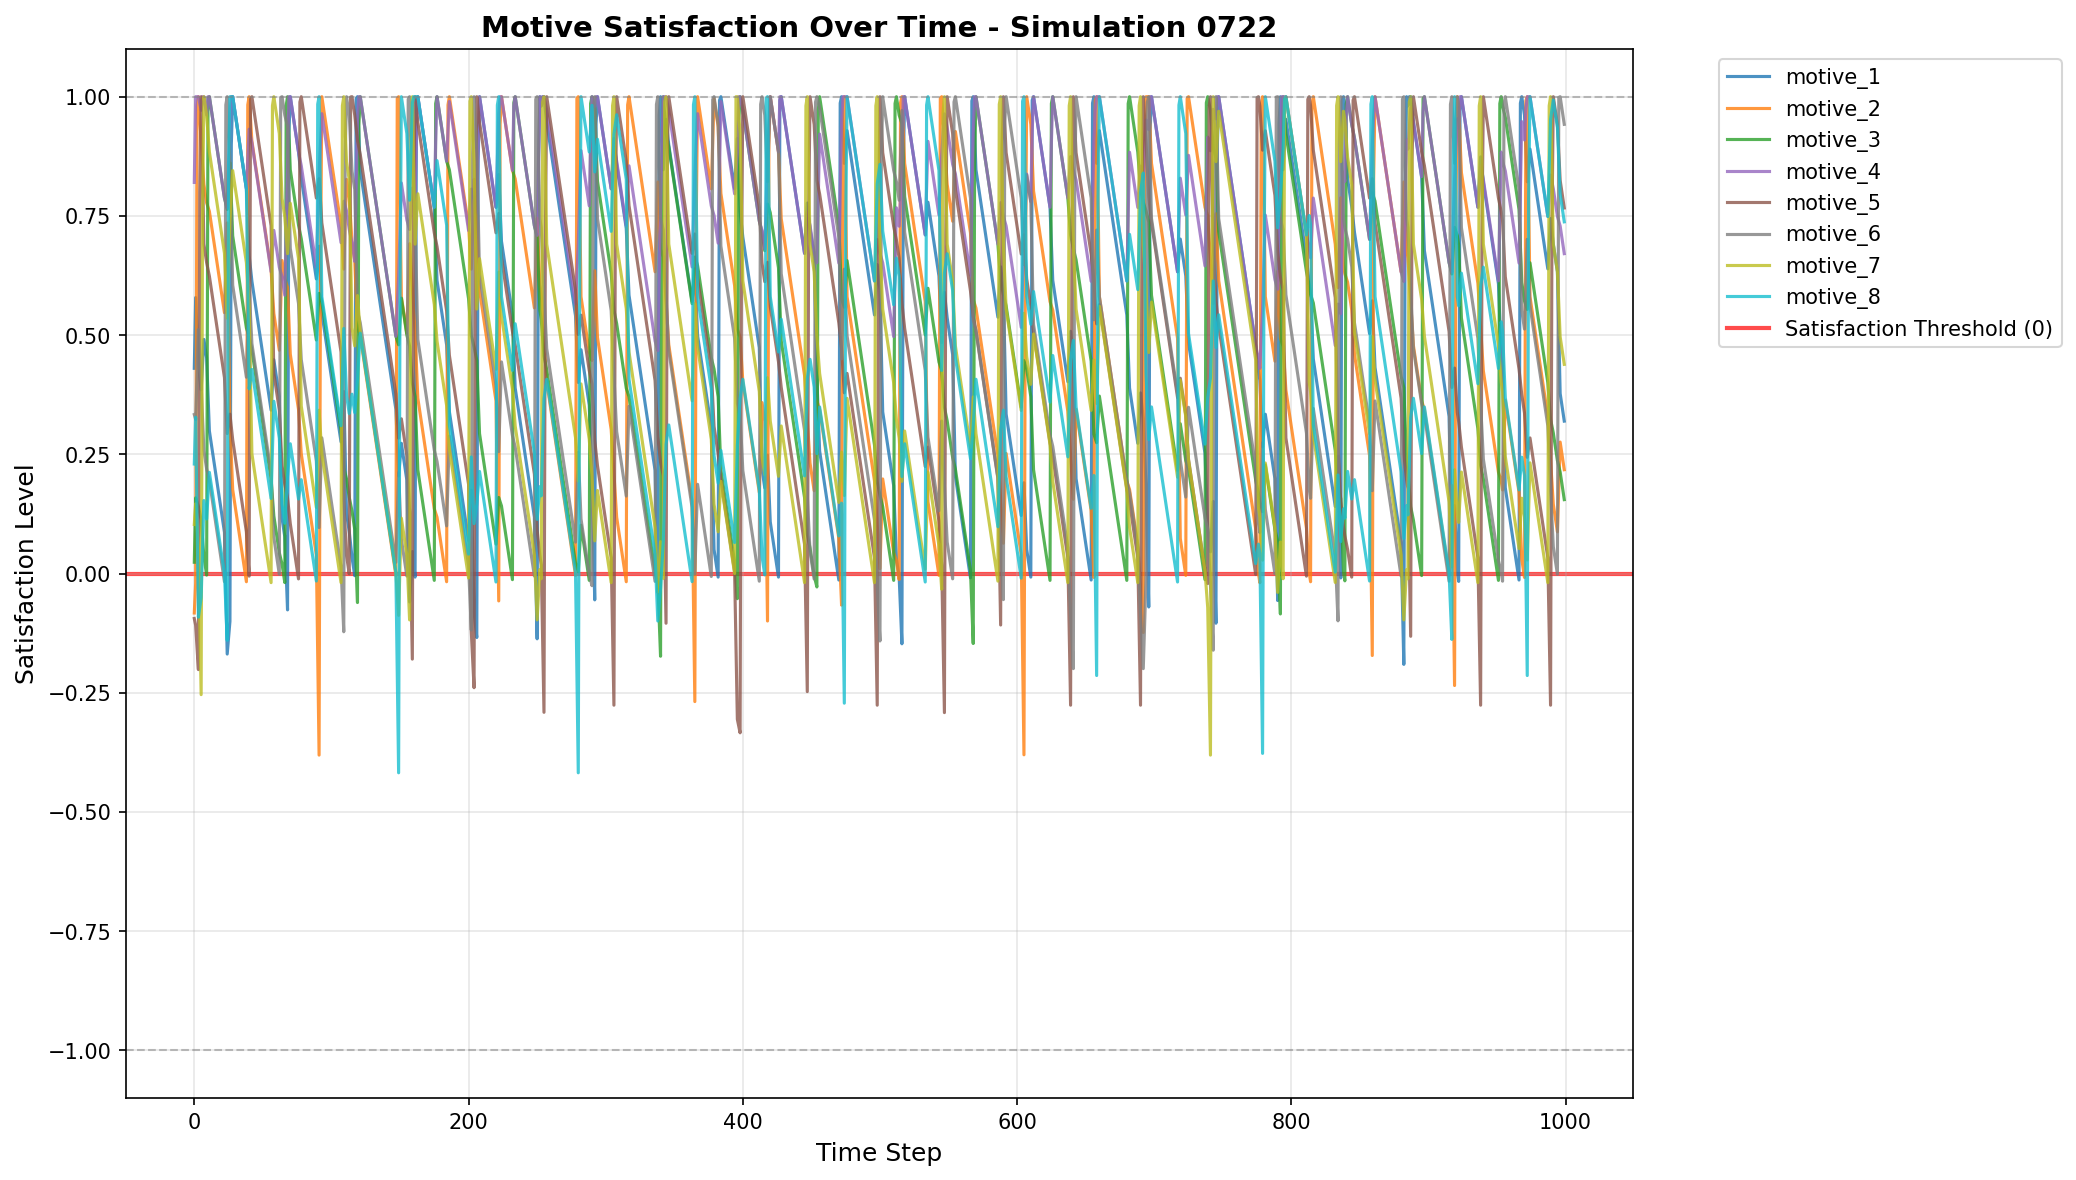 Motive Satisfaction Over Time - Simulation 0722
1.00
0.75
0.50
0.25
0.00
−0.25
−0.50
−0.75
−1.00
Satisfaction Level
0
200
400
600
800
1000
Time Step
motive_1
motive_2
motive_3
motive_4
motive_5
motive_6
motive_7
motive_8
Satisfaction Threshold (0)